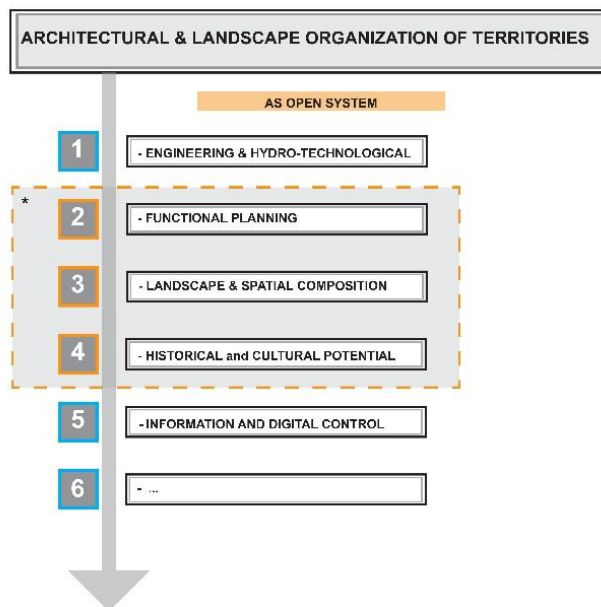 ARCHITECTURAL & LANDSCAPE ORGANIZATION OF TERRITORIES
AS OPEN SYSTEM
1 - ENGINEERING & HYDRO-TECHNOLOGICAL
*
2 - FUNCTIONAL PLANNING
3 - LANDSCAPE & SPATIAL COMPOSITION
4 - HISTORICAL and CULTURAL POTENTIAL
5 - INFORMATION AND DIGITAL CONTROL
6 - ...